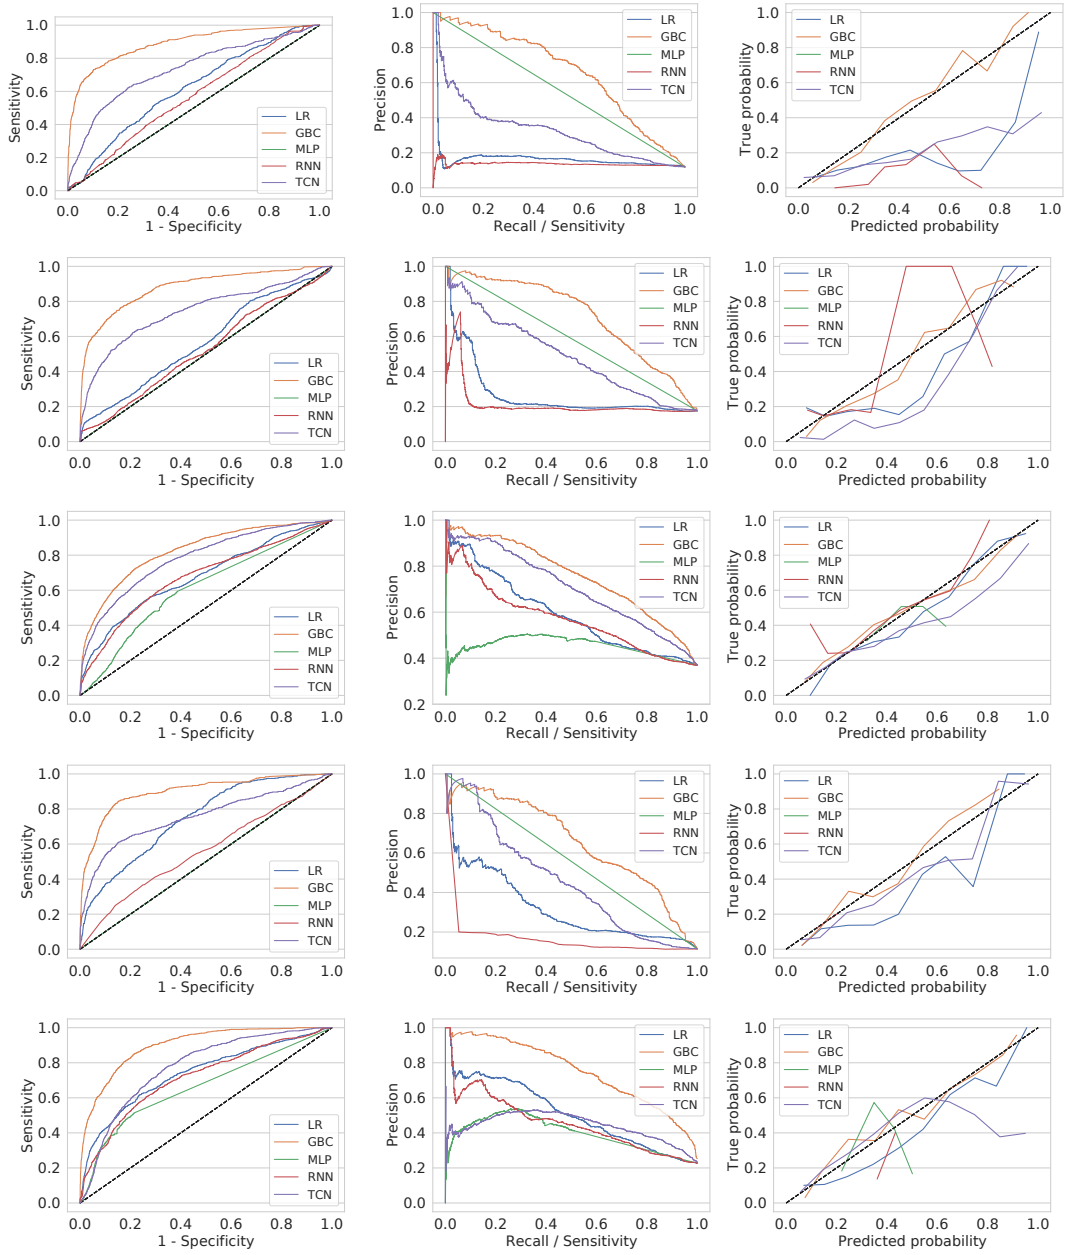 1.0
0.8
0.6
0.4
0.2
0.0
Sensitivity
LR
GBC
MLP
RNN
TCN
0.0 0.2 0.4 0.6 0.8 1.0
1 - Specificity
1.0
0.8
0.6
0.4
0.2
0.0
Precision
LR
GBC
MLP
RNN
TCN
0.0 0.2 0.4 0.6 0.8 1.0
Recall / Sensitivity
1.0
0.8
0.6
0.4
0.2
0.0
True probability
LR
GBC
MLP
RNN
TCN
0.0 0.2 0.4 0.6 0.8 1.0
Predicted probability
1.0
0.8
0.6
0.4
0.2
0.0
Sensitivity
LR
GBC
MLP
RNN
TCN
0.0 0.2 0.4 0.6 0.8 1.0
1 - Specificity
1.0
0.8
0.6
0.4
0.2
0.0
Precision
LR
GBC
MLP
RNN
TCN
0.0 0.2 0.4 0.6 0.8 1.0
Recall / Sensitivity
1.0
0.8
0.6
0.4
0.2
0.0
True probability
LR
GBC
MLP
RNN
TCN
0.0 0.2 0.4 0.6 0.8 1.0
Predicted probability
1.0
0.8
0.6
0.4
0.2
0.0
Sensitivity
LR
GBC
MLP
RNN
TCN
0.0 0.2 0.4 0.6 0.8 1.0
1 - Specificity
1.0
0.8
0.6
0.4
0.2
Precision
LR
GBC
MLP
RNN
TCN
0.0 0.2 0.4 0.6 0.8 1.0
Recall / Sensitivity
1.0
0.8
0.6
0.4
0.2
0.0
True probability
LR
GBC
MLP
RNN
TCN
0.0 0.2 0.4 0.6 0.8 1.0
Predicted probability
1.0
0.8
0.6
0.4
0.2
0.0
Sensitivity
LR
GBC
MLP
RNN
TCN
0.0 0.2 0.4 0.6 0.8 1.0
1 - Specificity
1.0
0.8
0.6
0.4
0.2
Precision
LR
GBC
MLP
RNN
TCN
0.0 0.2 0.4 0.6 0.8 1.0
Recall / Sensitivity
1.0
0.8
0.6
0.4
0.2
0.0
True probability
LR
GBC
MLP
RNN
TCN
0.0 0.2 0.4 0.6 0.8 1.0
Predicted probability
1.0
0.8
0.6
0.4
0.2
0.0
Sensitivity
LR
GBC
MLP
RNN
TCN
0.0 0.2 0.4 0.6 0.8 1.0
1 - Specificity
1.0
0.8
0.6
0.4
0.2
0.0
Precision
LR
GBC
MLP
RNN
TCN
0.0 0.2 0.4 0.6 0.8 1.0
Recall / Sensitivity
1.0
0.8
0.6
0.4
0.2
0.0
True probability
LR
GBC
MLP
RNN
TCN
0.0 0.2 0.4 0.6 0.8 1.0
Predicted probability